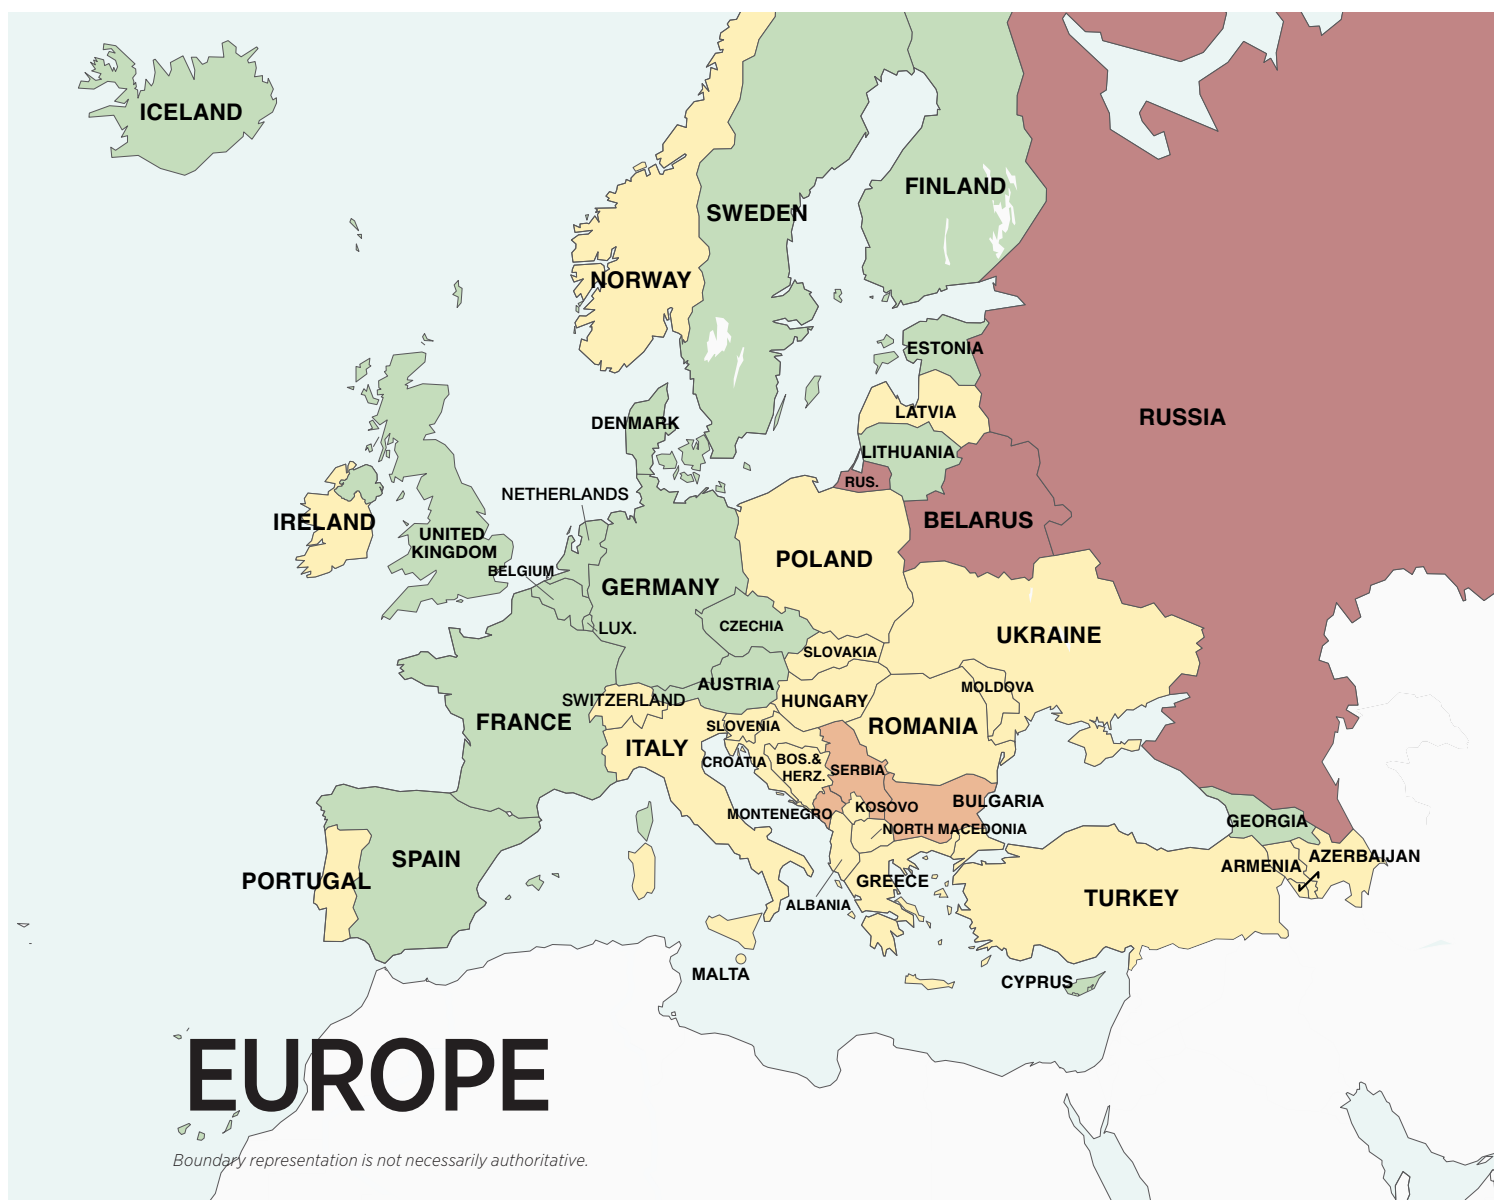 ICELAND
FINLAND
SWEDEN
NORWAY
ESTONIA
RUSSIA
LATVIA
DENMARK
LITHUANIA
RUS.
NETHERLANDS
IRELAND
BELARUS
UNITED
KINGDOM
POLAND
BELGIUM
GERMANY
LUX.
CZECHIA
UKRAINE
SLOVAKIA
AUSTRIA
MOLDOVA
SWITZERLAND
HUNGARY
FRANCE
SLOVENIA
ROMANIA
ITALY
CROATIA
BOS.&
HERZ.
SERBIA
BULGARIA
KOSOVO
MONTENEGRO
GEORGIA
NORTH MACEDONIA
SPAIN
AZERBAIJAN
ARMENIA
PORTUGAL
GREECE
TURKEY
ALBANIA
MALTA
CYPRUS
EUROPE
Boundary representation is not necessarily authoritative.